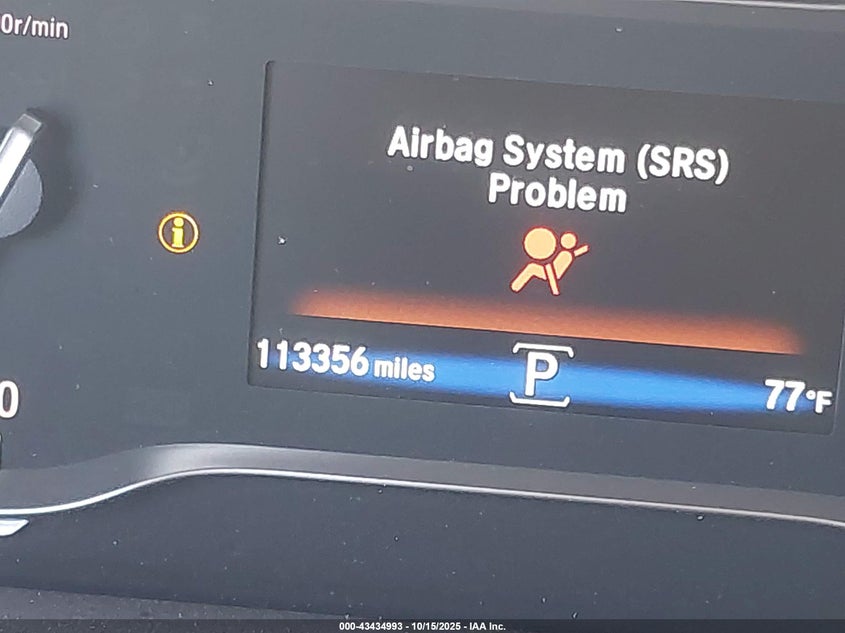 0r/min
Airbag System (SRS)
Problem
i
113356 miles
P
77°F
0
000-43434993 - 10/15/2025 - IAA Inc.